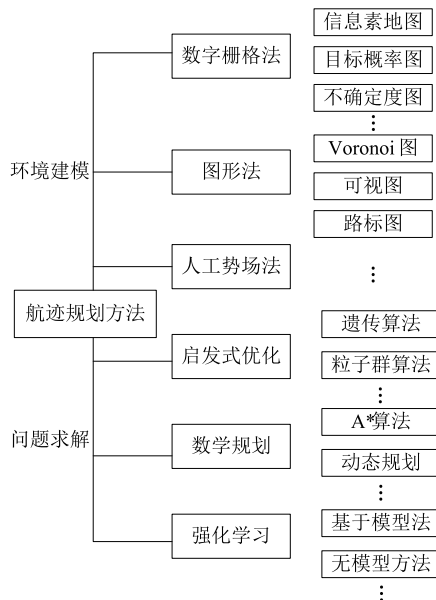 信息素地图
数字栅格法
目标概率图
不确定度图
Voronoi 图
环境建模
图形法
可视图
路标图
人工势场法
航迹规划方法
遗传算法
启发式优化
粒子群算法
A*算法
问题求解
数学规划
动态规划
基于模型法
强化学习
无模型方法